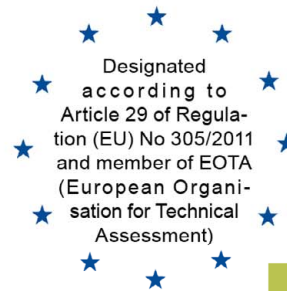 Designated
according to
Article 29 of Regula-
tion (EU) No 305/2011
and member of EOTA
(European Organi-
sation for Technical
Assessment)